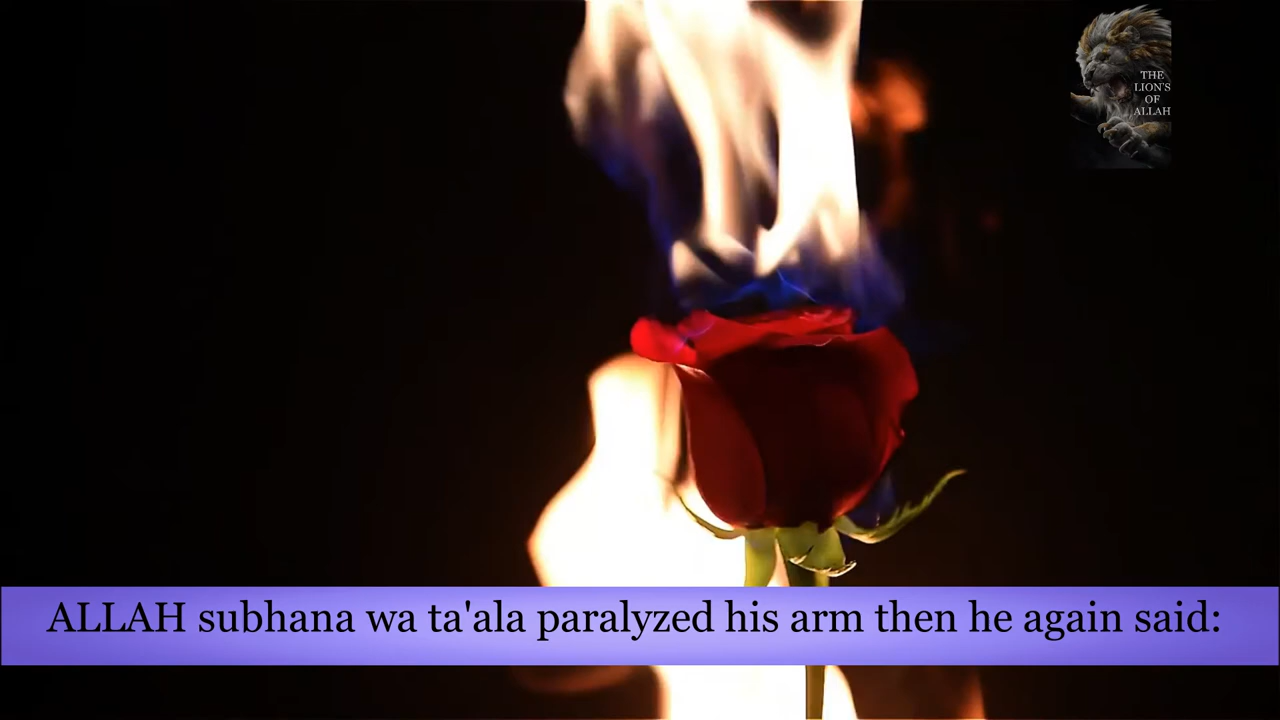 THE
LION'S
OF
ALLAH
ALLAH subhana wa ta'ala paralyzed his arm then he again said: